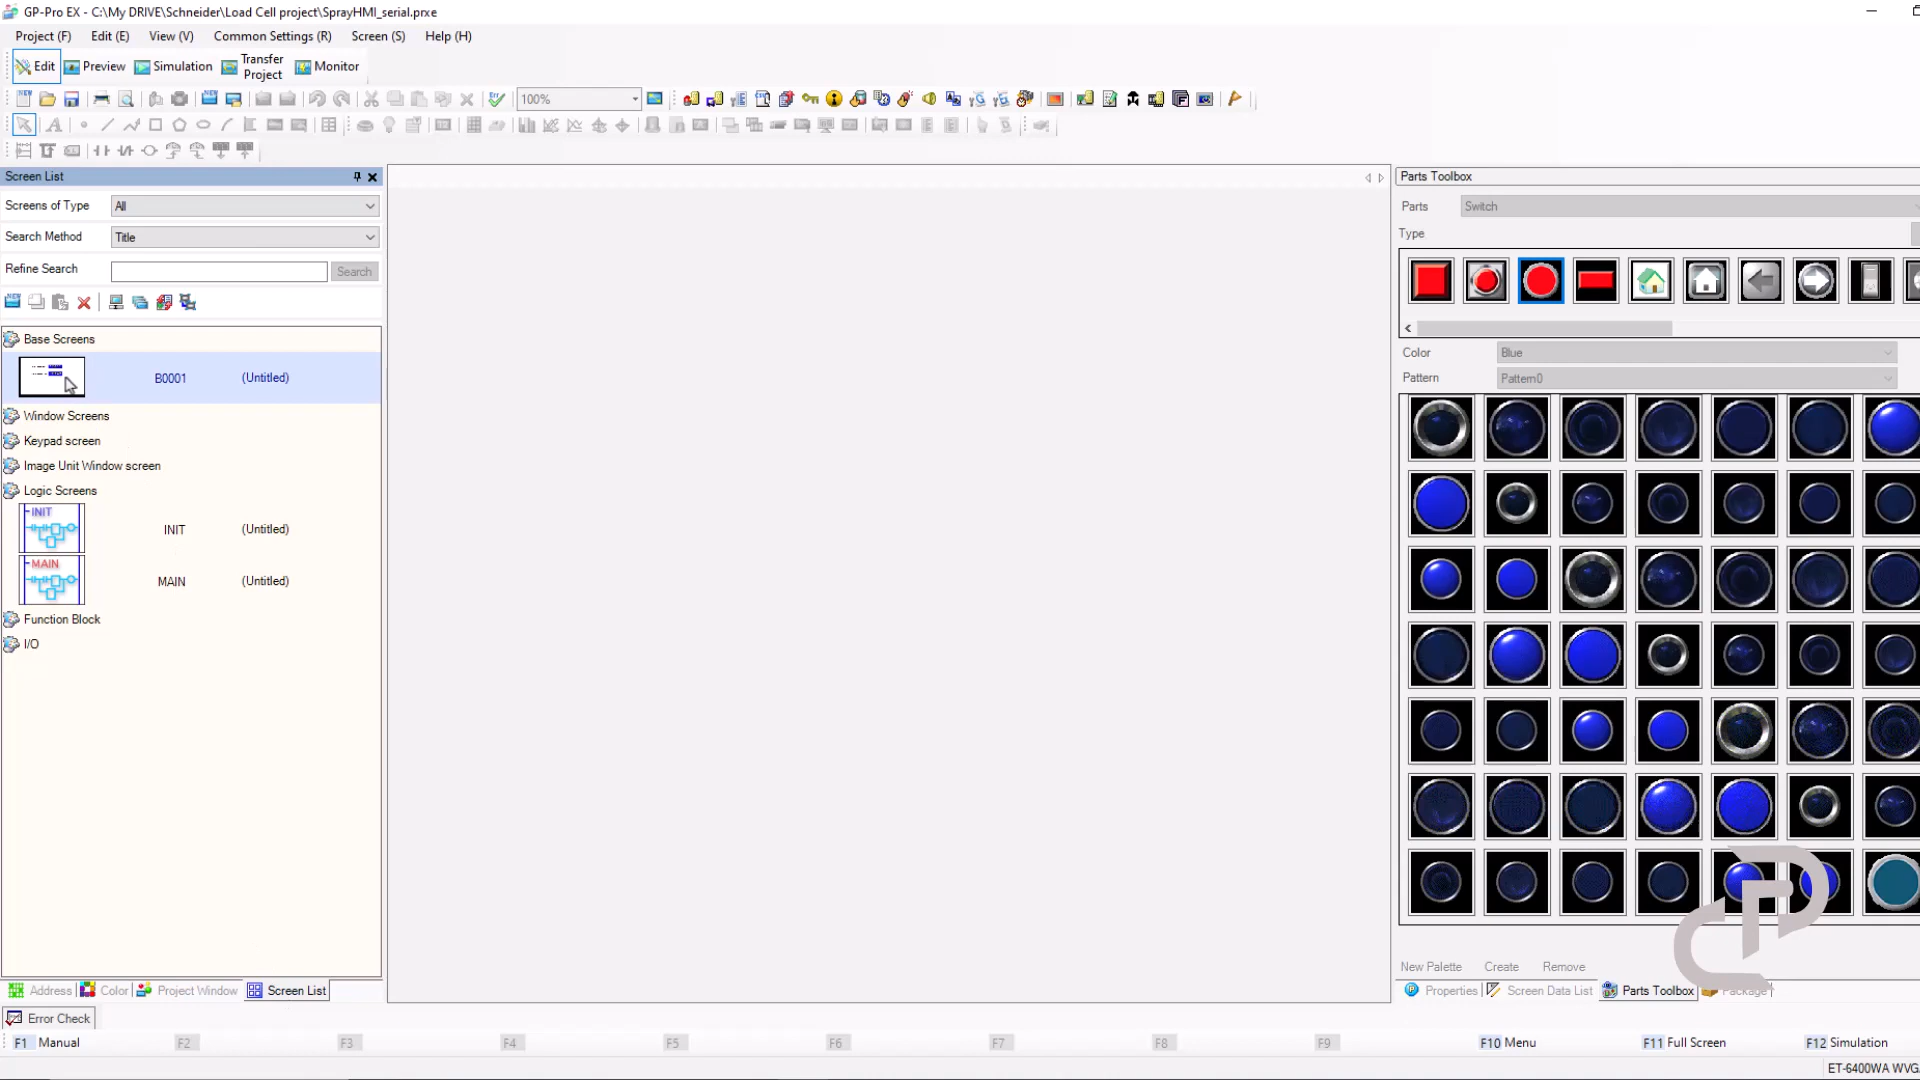 GP-Pro EX - C:\My DRIVE\Schneider\Load Cell project\SprayHMI_serial.prxe
Project (F) Edit (E) View (V) Common Settings (R) Screen (S) Help (H)
Edit Preview Simulation Transfer Project Monitor
100%
Screen List
Screens of Type All
Search Method Title
Refine Search Search
Base Screens
B0001 (Untitled)
Window Screens
Keypad screen
Image Unit Window screen
Logic Screens
INIT INIT (Untitled)
MAIN MAIN (Untitled)
Function Block
I/O
Address Color Project Window Screen List
Parts Toolbox
Parts Switch
Type
Color Blue
Pattern Pattern0
New Palette Create Remove
Properties Screen Data List Parts Toolbox Package
Error Check
F1 Manual F2 F3 F4 F5 F6 F7 F8 F9 F10 Menu F11 Full Screen F12 Simulation
ET-6400WA WVG